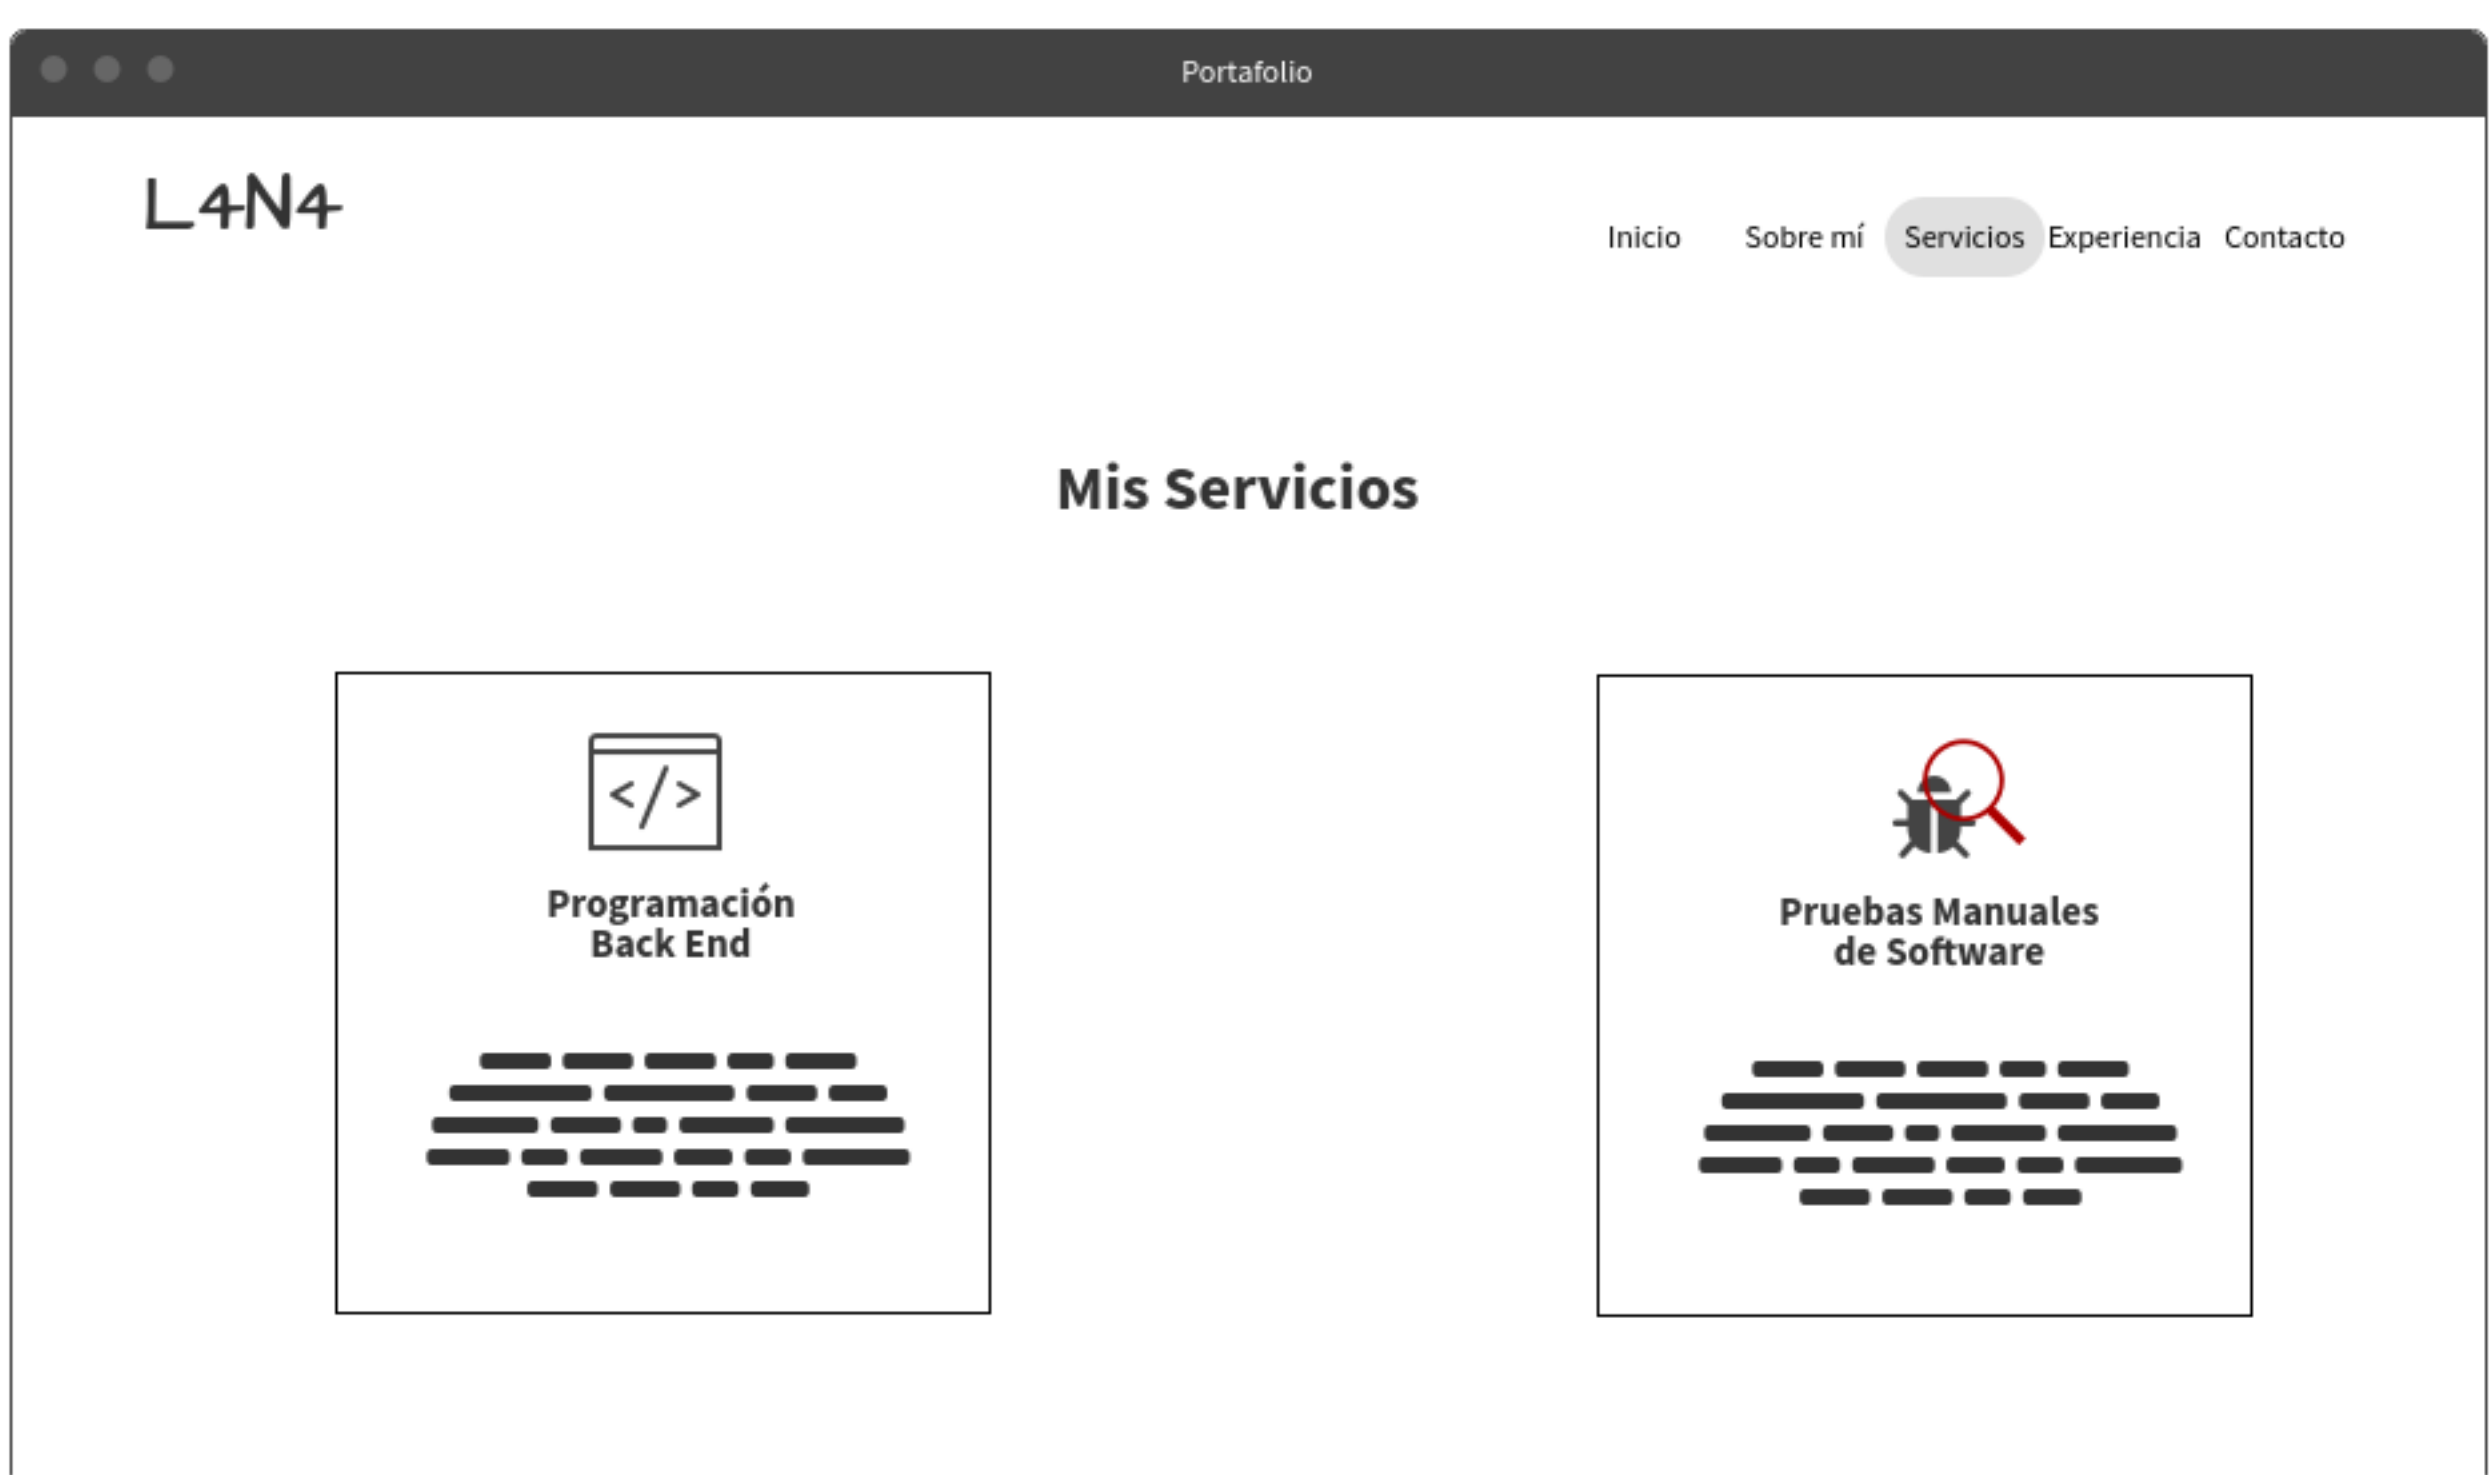 Portafolio
L4N4
Inicio Sobre mí Servicios Experiencia Contacto
Mis Servicios
</>
Programación
Back End
Pruebas Manuales
de Software